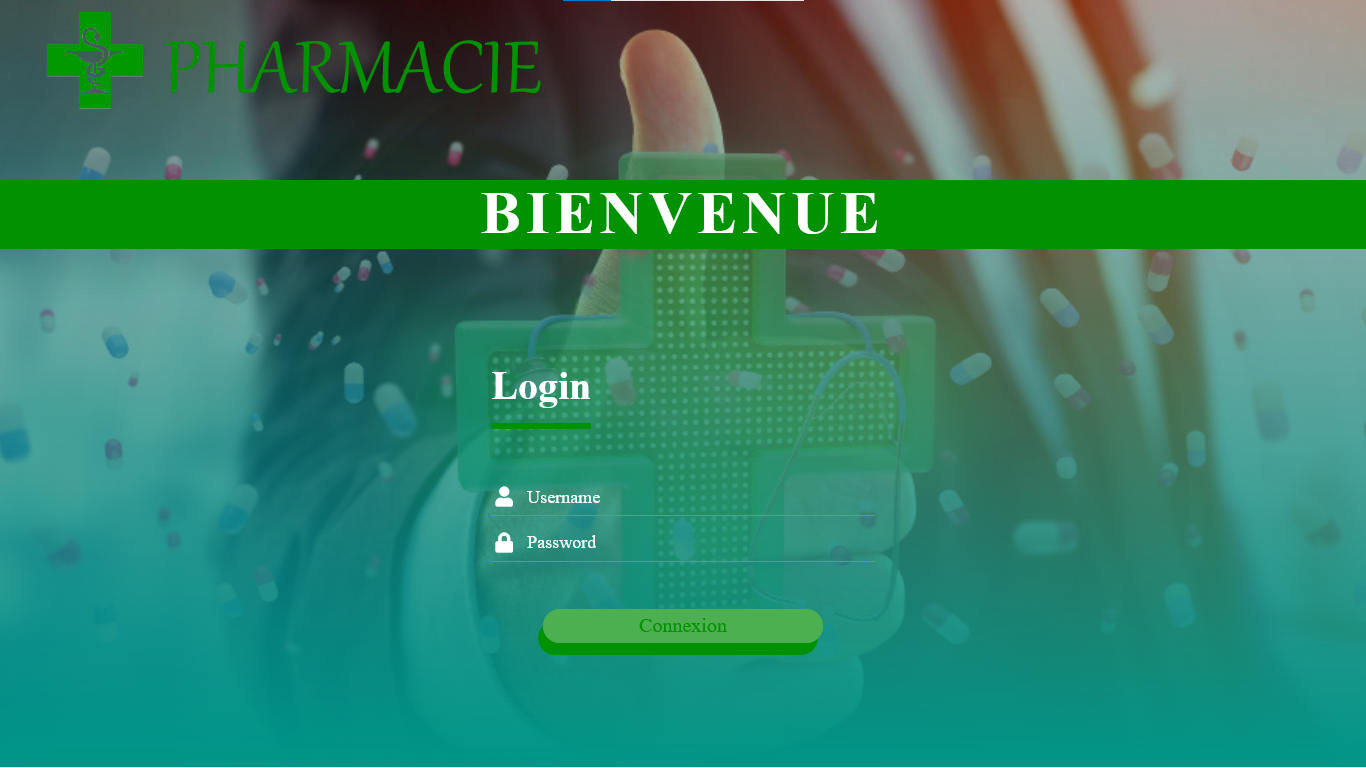 PHARMACIE
BIENVENUE
Login
Username
Password
Connexion